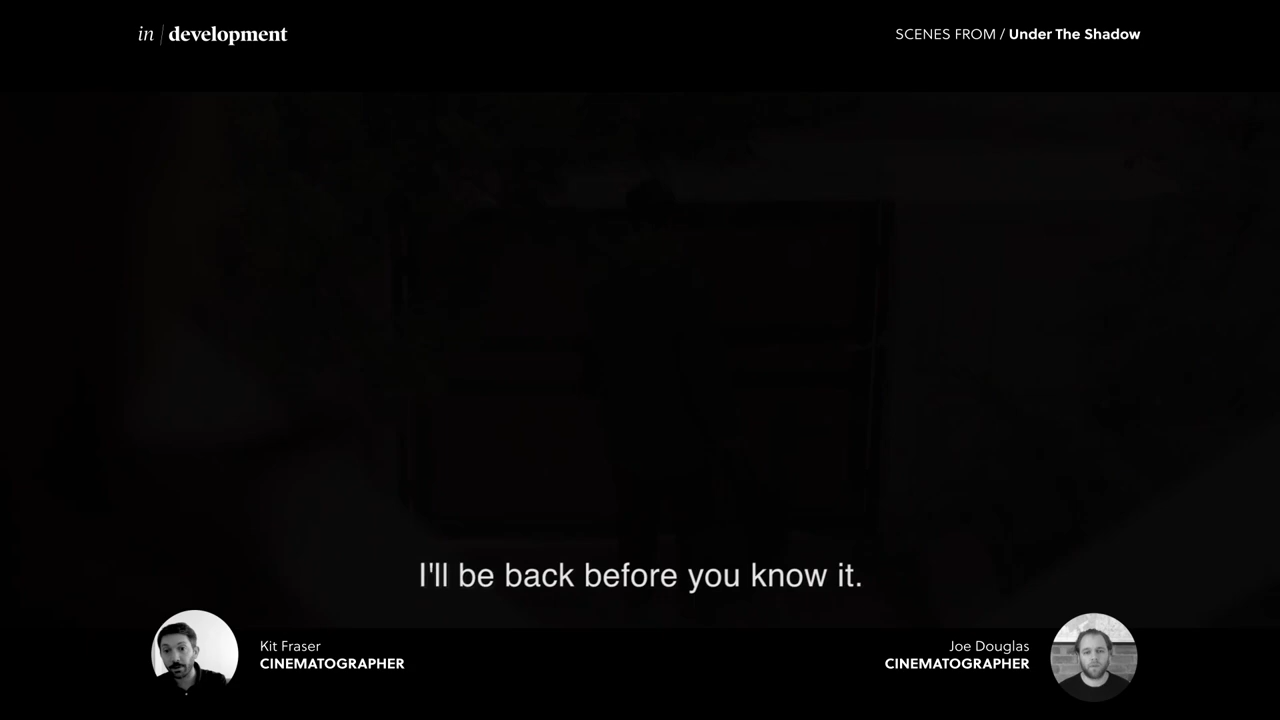 in | development
SCENES FROM / Under The Shadow
I'll be back before you know it.
Kit Fraser
CINEMATOGRAPHER
Joe Douglas
CINEMATOGRAPHER